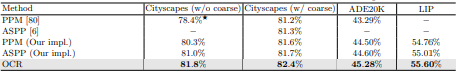 Method Cityscapes (w/o coarse) Cityscapes (w/ coarse) ADE20K LIP
PPM [80] 78.4%★ 81.2% 43.29% −
ASPP [6] − 81.3% − −
PPM (Our impl.) 80.3% 81.6% 44.50% 54.76%
ASPP (Our impl.) 81.0% 81.7% 44.60% 55.01%
OCR 81.8% 82.4% 45.28% 55.60%